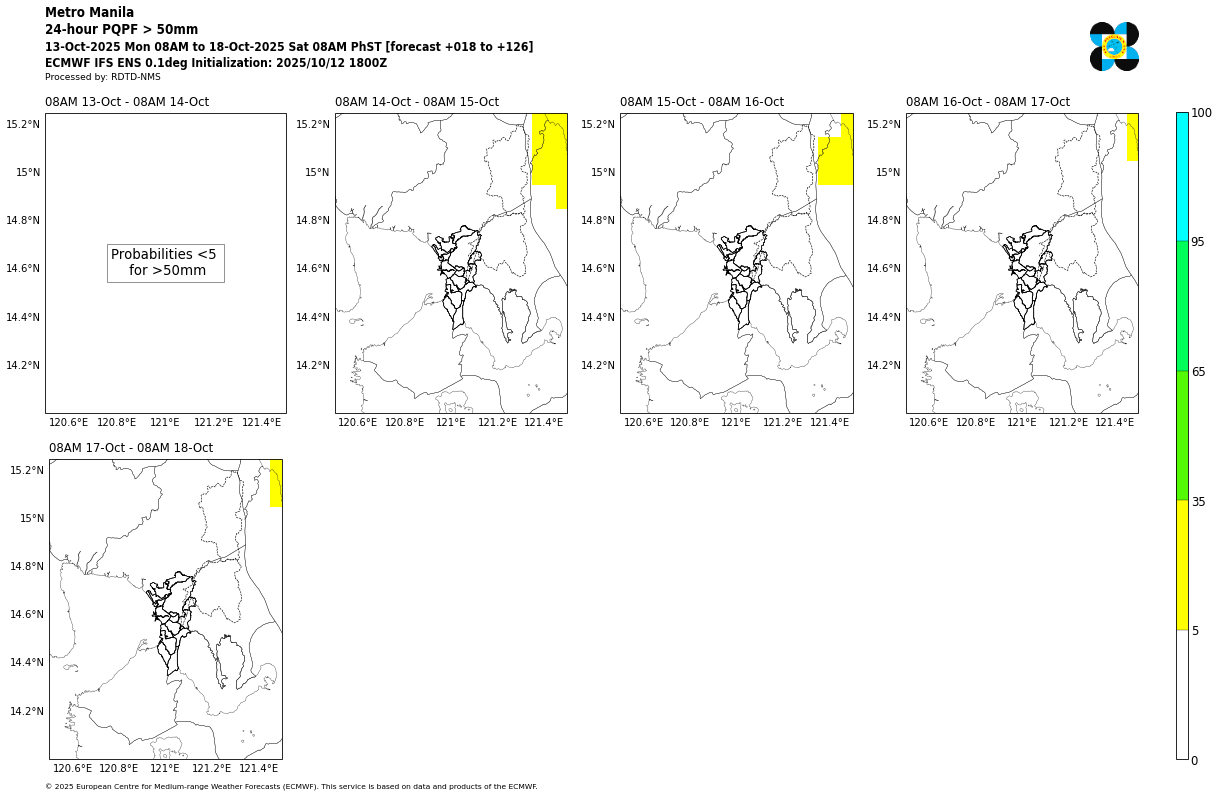 Metro Manila
24-hour PQPF > 50mm
13-Oct-2025 Mon 08AM to 18-Oct-2025 Sat 08AM PhST [forecast +018 to +126]
ECMWF IFS ENS 0.1deg Initialization: 2025/10/12 1800Z
Processed by: RDTD-NMS
08AM 13-Oct - 08AM 14-Oct
15.2°N
15°N
14.8°N
14.6°N
14.4°N
14.2°N
Probabilities <5
for >50mm
120.6°E 120.8°E 121°E 121.2°E 121.4°E
08AM 14-Oct - 08AM 15-Oct
15.2°N
15°N
14.8°N
14.6°N
14.4°N
14.2°N
120.6°E 120.8°E 121°E 121.2°E 121.4°E
08AM 15-Oct - 08AM 16-Oct
15.2°N
15°N
14.8°N
14.6°N
14.4°N
14.2°N
120.6°E 120.8°E 121°E 121.2°E 121.4°E
08AM 16-Oct - 08AM 17-Oct
15.2°N
15°N
14.8°N
14.6°N
14.4°N
14.2°N
120.6°E 120.8°E 121°E 121.2°E 121.4°E
100
95
65
35
5
0
08AM 17-Oct - 08AM 18-Oct
15.2°N
15°N
14.8°N
14.6°N
14.4°N
14.2°N
120.6°E 120.8°E 121°E 121.2°E 121.4°E
© 2025 European Centre for Medium-range Weather Forecasts (ECMWF). This service is based on data and products of the ECMWF.